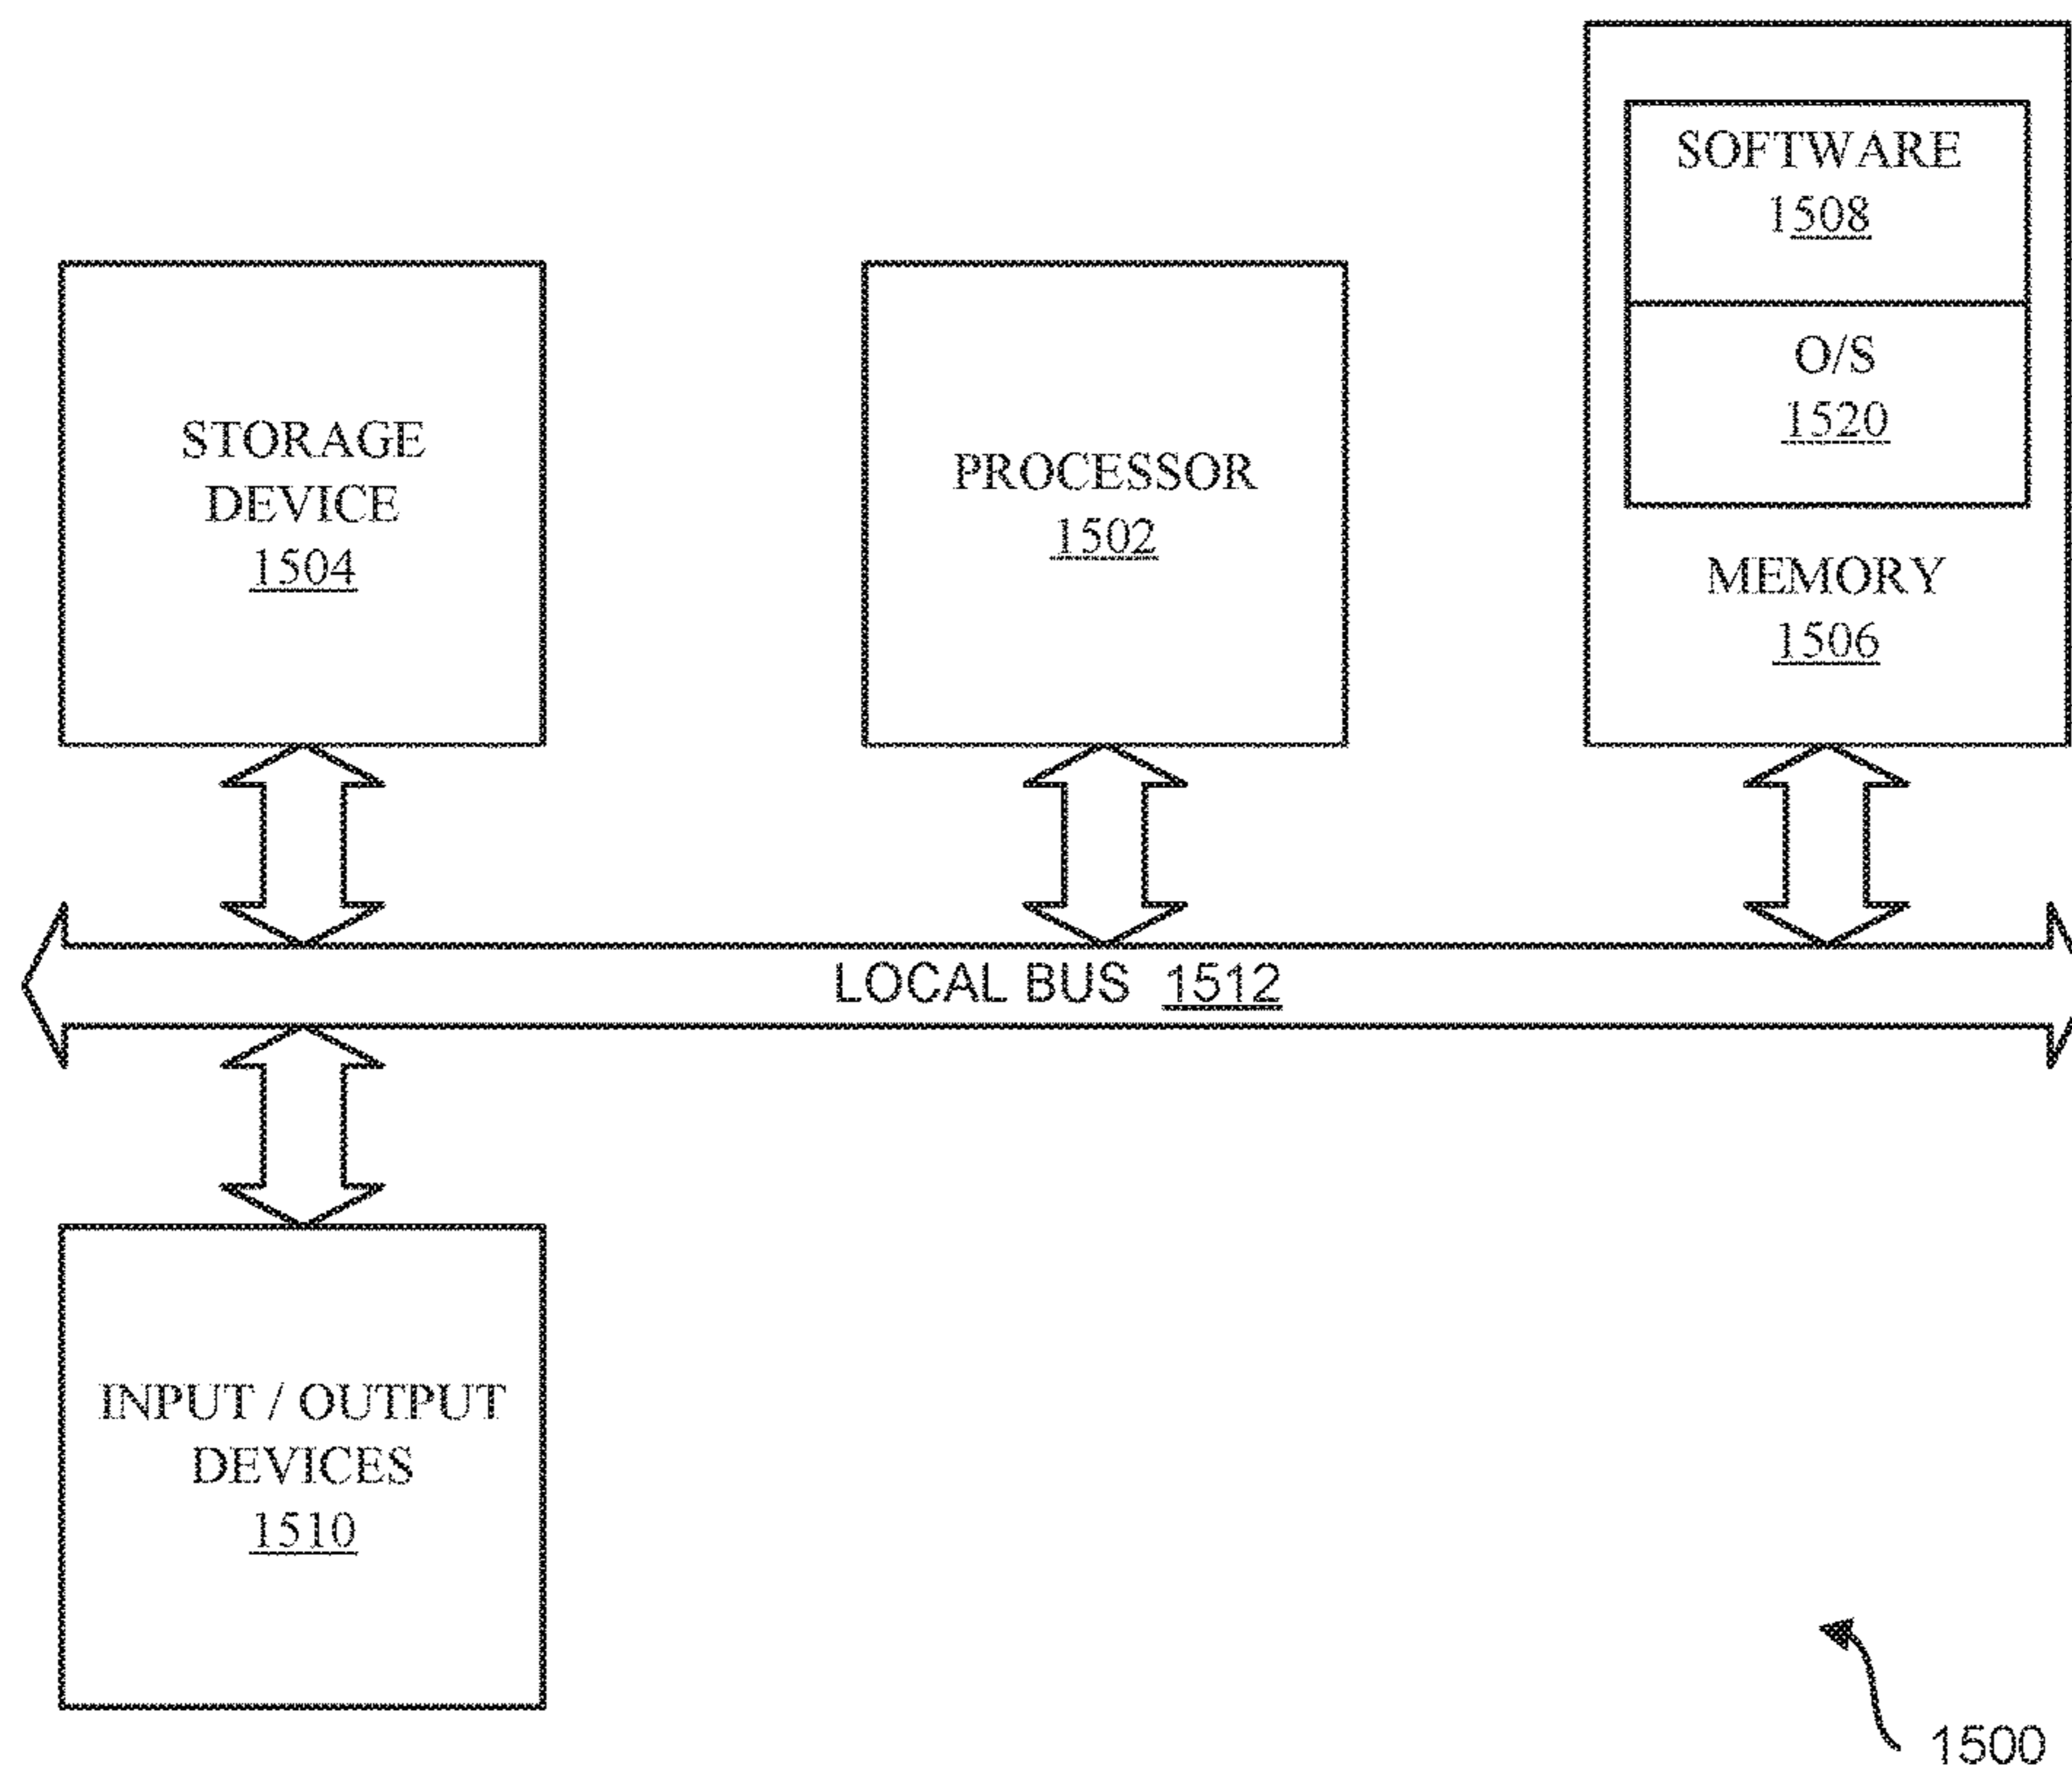 SOFTWARE
1508
O/S
1520
MEMORY
1506
STORAGE
DEVICE
1504
PROCESSOR
1502
LOCAL BUS 1512
INPUT / OUTPUT
DEVICES
1510
1500